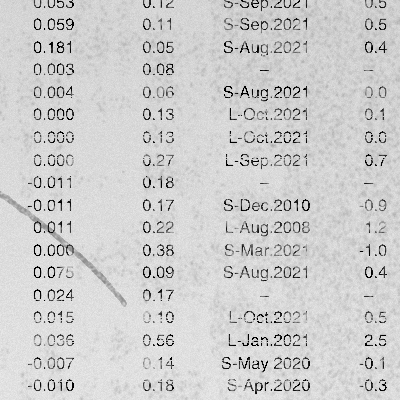 0.053 0.12 S-Sep.2021 0.5
0.059 0.11 S-Sep.2021 0.5
0.181 0.05 S-Aug.2021 0.4
0.003 0.08 – –
0.004 0.06 S-Aug.2021 0.0
0.000 0.13 L-Oct.2021 0.1
0.000 0.13 L-Oct.2021 0.0
0.000 0.27 L-Sep.2021 0.7
-0.011 0.18 – –
-0.011 0.17 S-Dec.2010 -0.9
0.011 0.22 L-Aug.2008 1.2
0.000 0.38 S-Mar.2021 -1.0
0.075 0.09 S-Aug.2021 0.4
0.024 0.17 – –
0.015 0.10 L-Oct.2021 0.5
0.036 0.56 L-Jan.2021 2.5
-0.007 0.14 S-May 2020 -0.1
-0.010 0.18 S-Apr.2020 -0.3